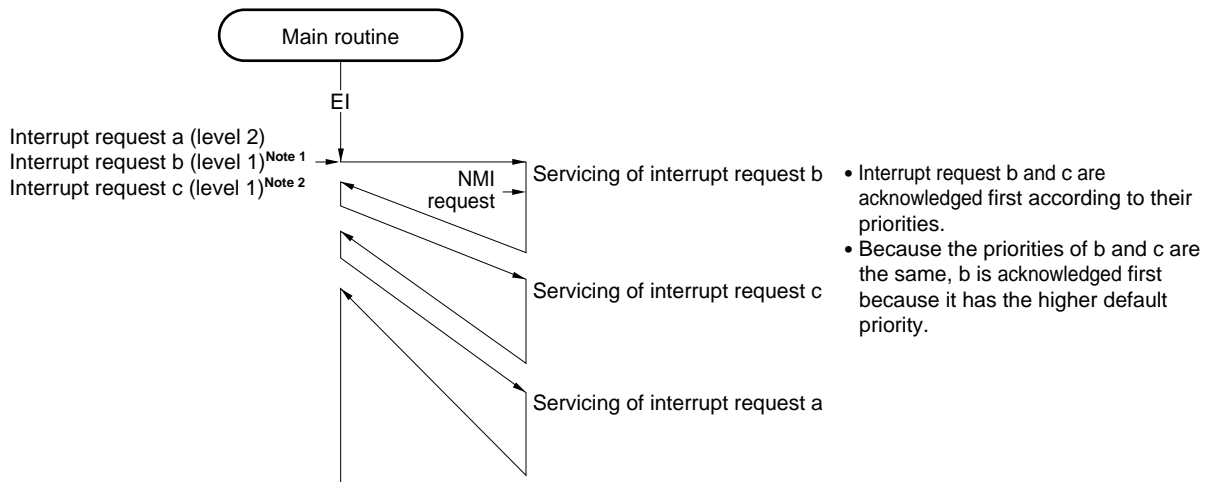 Main routine
EI
Interrupt request a (level 2)
Interrupt request b (level 1)Note 1
Interrupt request c (level 1)Note 2
NMI
request
Servicing of interrupt request b
• Interrupt request b and c are
acknowledged first according to their
priorities.
• Because the priorities of b and c are
the same, b is acknowledged first
because it has the higher default
priority.
Servicing of interrupt request c
Servicing of interrupt request a